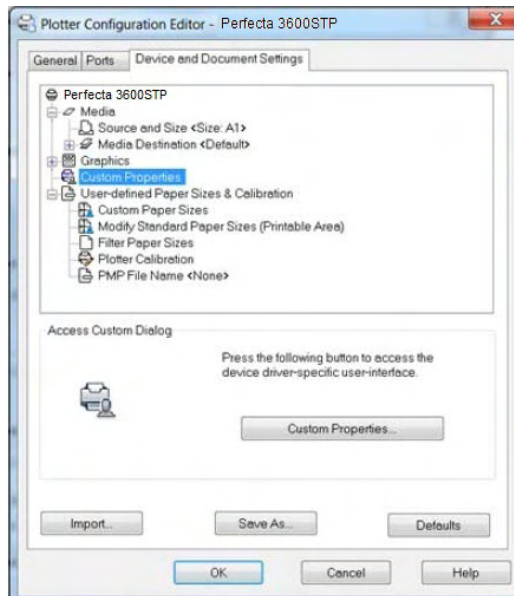 Plotter Configuration Editor - Perfecta 3600STP
General Ports Device and Document Settings
Perfecta 3600STP
Media
Source and Size <Size: A1>
Media Destination <Default>
Graphics
Custom Properties
User-defined Paper Sizes & Calibration
Custom Paper Sizes
Modify Standard Paper Sizes (Printable Area)
Filter Paper Sizes
Plotter Calibration
PMP File Name <None>
Access Custom Dialog
Press the following button to access the
device driver-specific user-interface.
Custom Properties...
Import... Save As... Defaults
OK Cancel Help